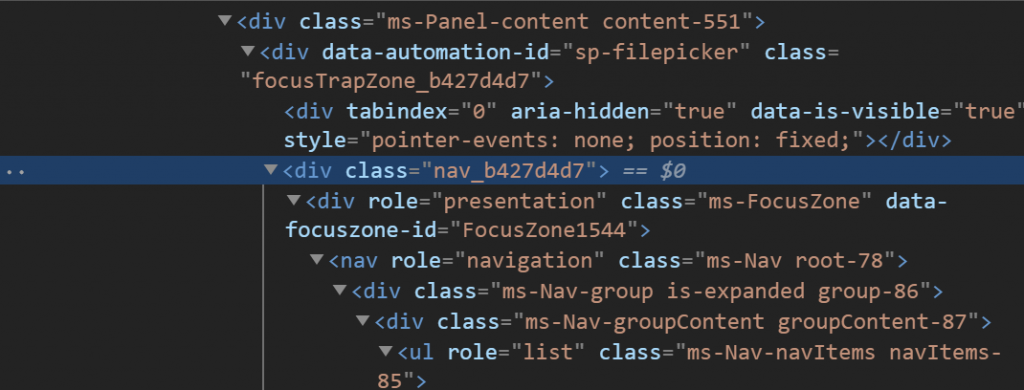 ▼<div class="ms-Panel-content content-551">
▼<div data-automation-id="sp-filepicker" class=
"focusTrapZone_b427d4d7">
<div tabindex="0" aria-hidden="true" data-is-visible="true"
style="pointer-events: none; position: fixed;"></div>
..▼<div class="nav_b427d4d7"> == $0
▼<div role="presentation" class="ms-FocusZone" data-
focuszone-id="FocusZone1544">
▼<nav role="navigation" class="ms-Nav root-78">
▼<div class="ms-Nav-group is-expanded group-86">
▼<div class="ms-Nav-groupContent groupContent-87">
▼<ul role="list" class="ms-Nav-navItems navItems-
85">